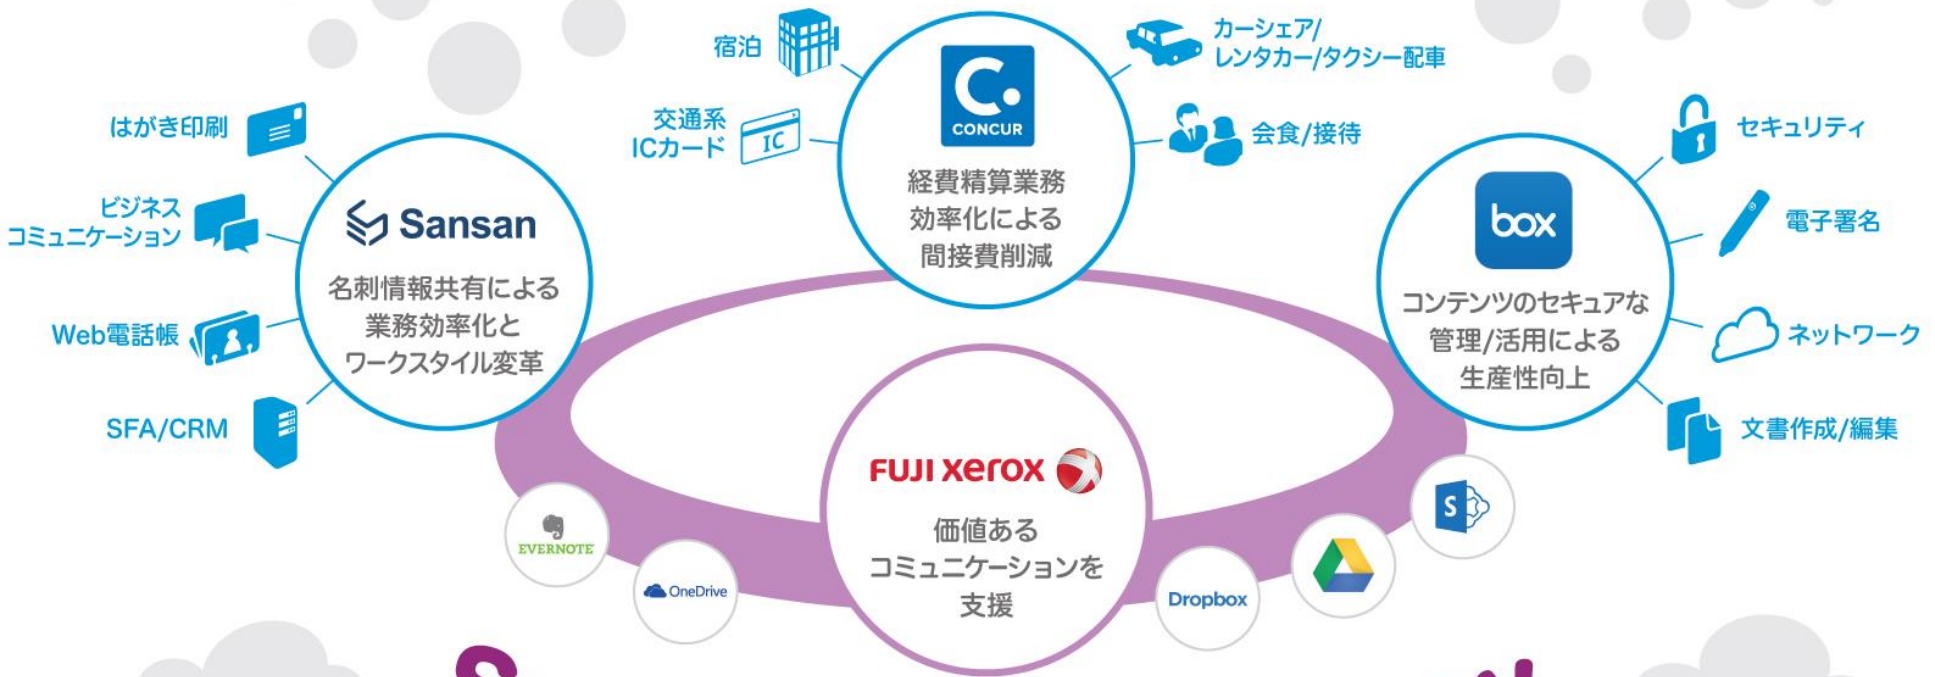 はがき印刷
ビジネス
コミュニケーション
Web電話帳
SFA/CRM
Sansan
名刺情報共有による
業務効率化と
ワークスタイル変革
宿泊
交通系
ICカード
IC
C.
CONCUR
経費精算業務
効率化による
間接費削減
カーシェア/
レンタカー/タクシー配車
会食/接待
box
コンテンツのセキュアな
管理/活用による
生産性向上
セキュリティ
電子署名
ネットワーク
文書作成/編集
FUJI xerox
価値ある
コミュニケーションを
支援
EVERNOTE
OneDrive
Dropbox
S